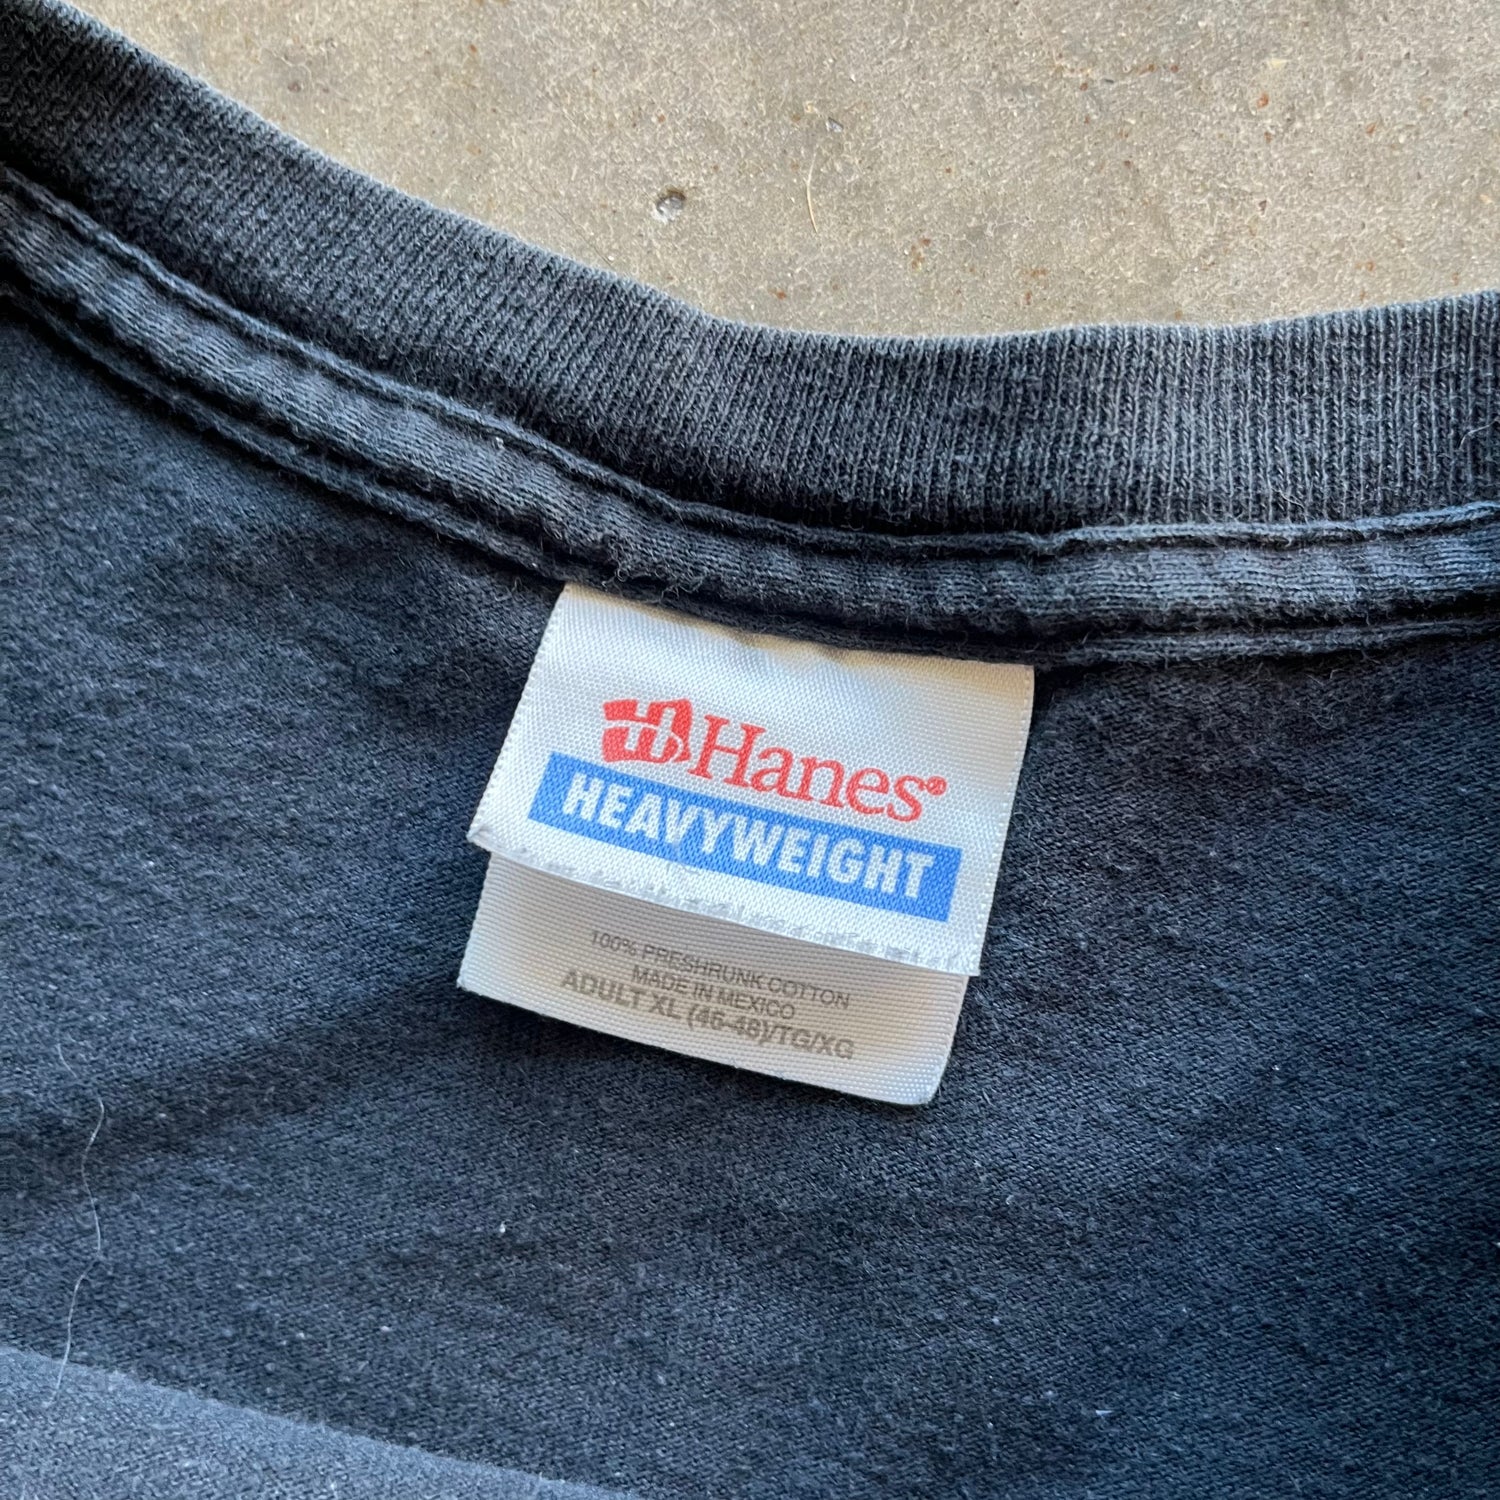 H Hanes®
HEAVYWEIGHT
100% PRESHRUNK COTTON
MADE IN MEXICO
ADULT XL (46-48)/TG/XG